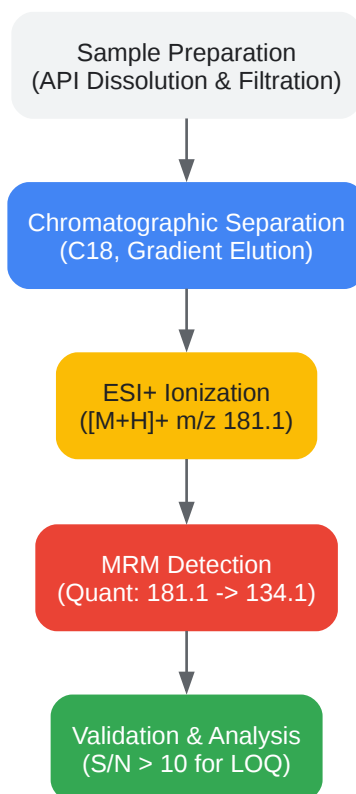 Sample Preparation
(API Dissolution & Filtration)
Chromatographic Separation
(C18, Gradient Elution)
ESI+ Ionization
([M+H]+ m/z 181.1)
MRM Detection
(Quant: 181.1 -> 134.1)
Validation & Analysis
(S/N > 10 for LOQ)